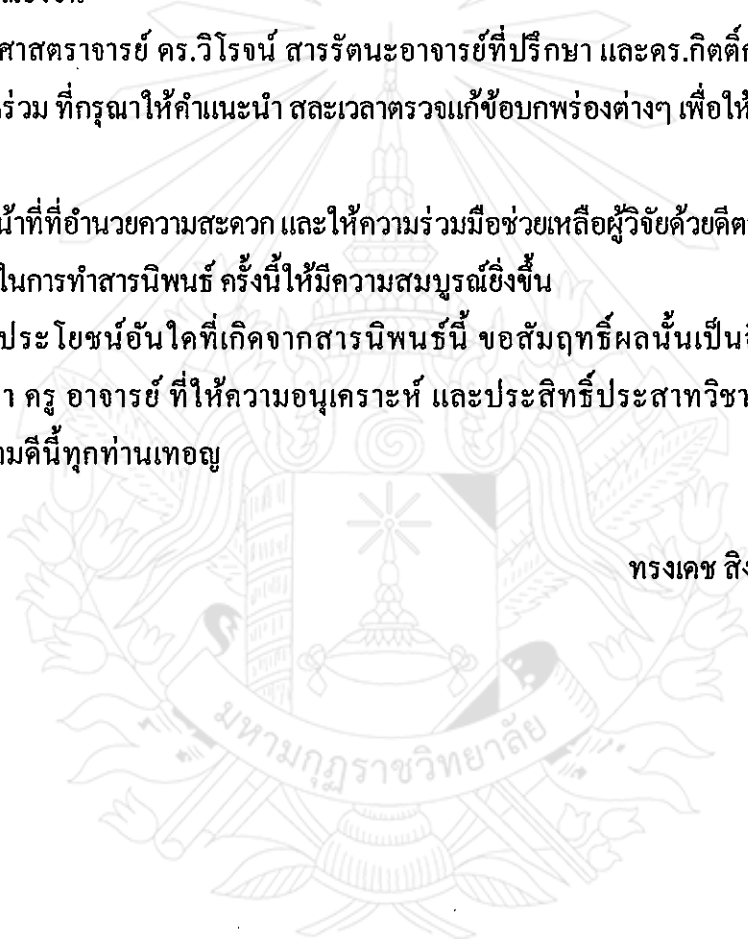 ศาสตราจารย์ ดร.วิโรจน์ สารรัตนะอาจารย์ที่ปรึกษา และดร.กิตติ์
ร่วม ที่กรุณาให้คำแนะนำ สละเวลาตรวจแก้ข้อบกพร่องต่างๆ เพื่อให้
น้าที่ที่อำนวยความสะดวก และให้ความร่วมมือช่วยเหลือผู้วิจัยด้วยดีต
ในการทำสารนิพนธ์ ครั้งนี้ให้มีความสมบูรณ์ยิ่งขึ้น
ประโยชน์อันใดที่เกิดจากสารนิพนธ์นี้ ขอสัมฤทธิ์ผลนั้นเป็น
า ครู อาจารย์ ที่ให้ความอนุเคราะห์ และประสิทธิ์ประสาทวิชา
ามดีนี้ทุกท่านเทอญ
ทรงเดช สิง
มหามกุฏราชวิทยาลัย